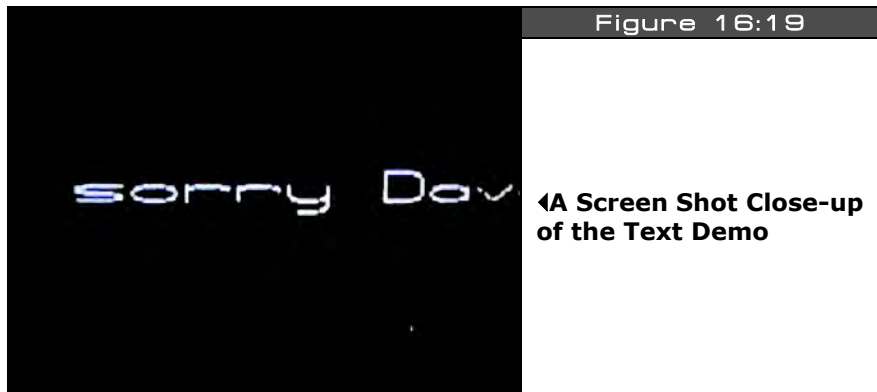 Figure 16:19
sorry Dav
◀A Screen Shot Close-up
of the Text Demo